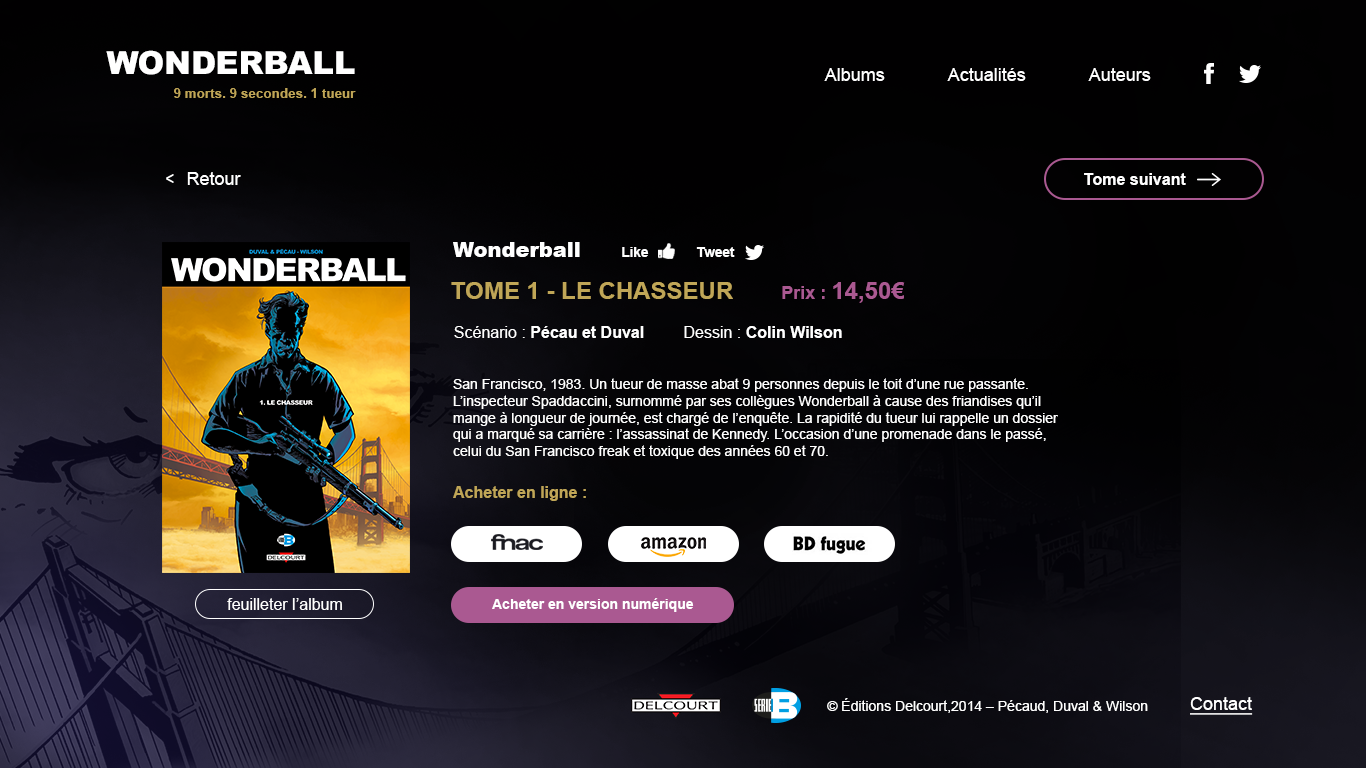 WONDERBALL
9 morts. 9 secondes. 1 tueur
Albums
Actualités
Auteurs
< Retour
Tome suivant
DUVAL & PÉCAU - WILSON
WONDERBALL
1. LE CHASSEUR
B
DELCOURT
feuilleter l’album
Wonderball
Like
Tweet
TOME 1 - LE CHASSEUR
Prix : 14,50€
Scénario : Pécau et Duval
Dessin : Colin Wilson
San Francisco, 1983. Un tueur de masse abat 9 personnes depuis le toit d’une rue passante.
L’inspecteur Spaddaccini, surnommé par ses collègues Wonderball à cause des friandises qu’il
mange à longueur de journée, est chargé de l’enquête. La rapidité du tueur lui rappelle un dossier
qui a marqué sa carrière : l’assassinat de Kennedy. L’occasion d’une promenade dans le passé,
celui du San Francisco freak et toxique des années 60 et 70.
Acheter en ligne :
fnac
amazon
BD fugue
Acheter en version numérique
DELCOURT
SERIE B
© Éditions Delcourt,2014 – Pécaud, Duval & Wilson
Contact